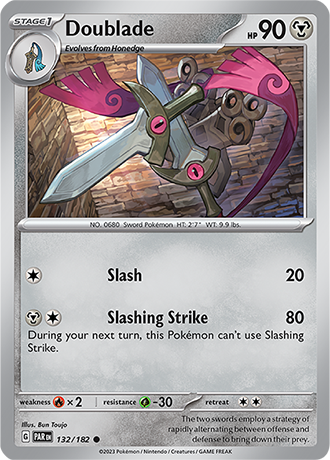 STAGE 1
Doublade
HP 90
Evolves from Honedge
NO. 0680 Sword Pokémon HT: 2'7" WT: 9.9 lbs.
Slash 20
Slashing Strike 80
During your next turn, this Pokémon can't use Slashing
Strike.
weakness × 2 resistance -30 retreat
Illus. Bun Toujo
G PAR EN 132/182
The two swords employ a strategy of
rapidly alternating between offense and
defense to bring down their prey.
©2023 Pokémon / Nintendo / Creatures / GAME FREAK